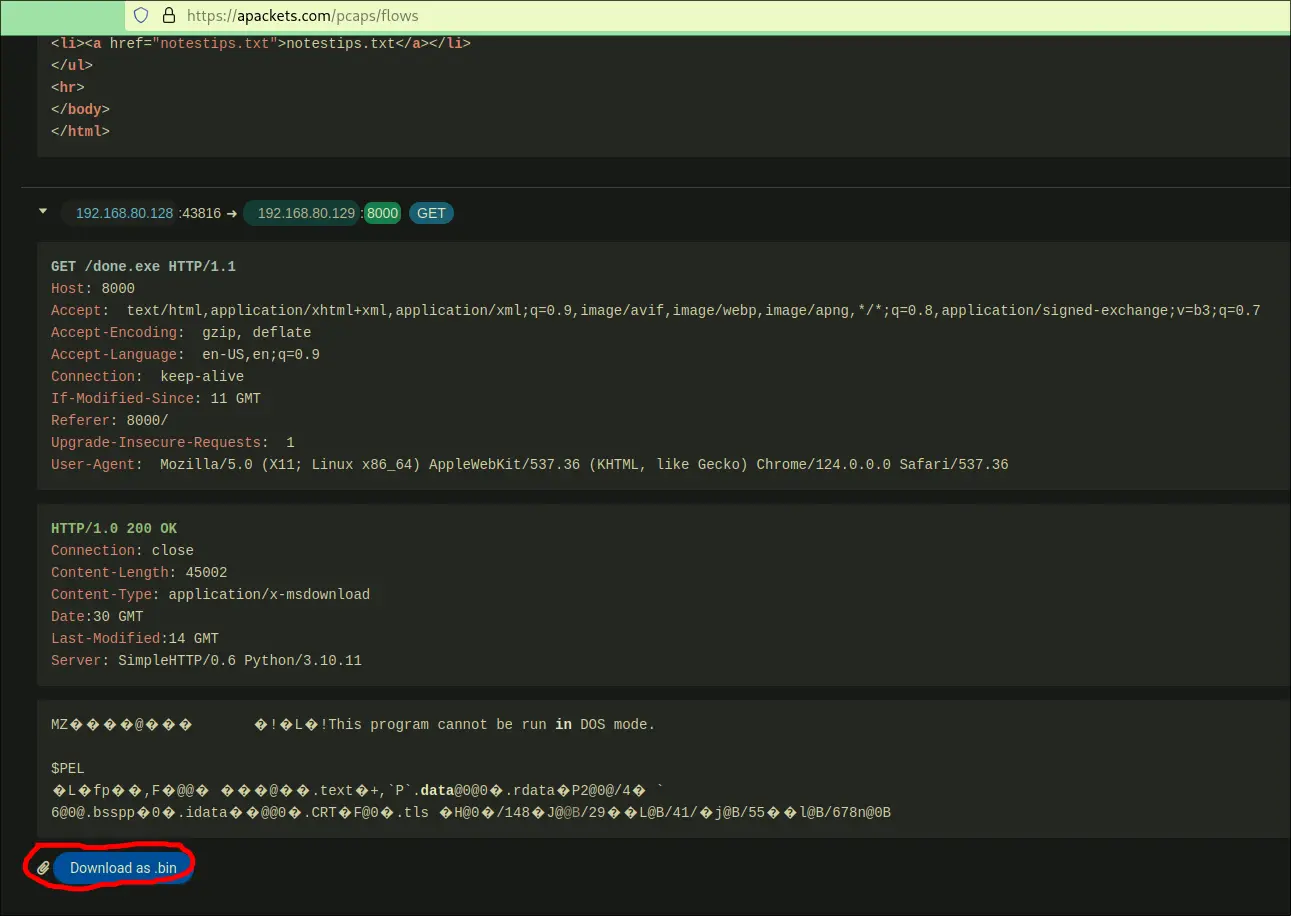 https://apackets.com/pcaps/flows
<li><a href="notestips.txt">notestips.txt</a></li>
</ul>
<hr>
</body>
</html>
192.168.80.128 :43816 → 192.168.80.129 :8000 GET
GET /done.exe HTTP/1.1
Host: 8000
Accept:  text/html,application/xhtml+xml,application/xml;q=0.9,image/avif,image/webp,image/apng,*/*;q=0.8,application/signed-exchange;v=b3;q=0.7
Accept-Encoding:  gzip, deflate
Accept-Language:  en-US,en;q=0.9
Connection:  keep-alive
If-Modified-Since: 11 GMT
Referer: 8000/
Upgrade-Insecure-Requests:  1
User-Agent:  Mozilla/5.0 (X11; Linux x86_64) AppleWebKit/537.36 (KHTML, like Gecko) Chrome/124.0.0.0 Safari/537.36
HTTP/1.0 200 OK
Connection: close
Content-Length: 45002
Content-Type: application/x-msdownload
Date:30 GMT
Last-Modified:14 GMT
Server: SimpleHTTP/0.6 Python/3.10.11
MZ����@���	�!�L�!This program cannot be run in DOS mode.
$PEL
�L�fp��,F�@@� ���@��.text�+,`P`.data@0@0�.rdata�P2@0@/4� `
6@0@.bsspp�0�.idata��@@0�.CRT�F@0�.tls �H@0�/148�J@@B/29��L@B/41/�j@B/55��l@B/678n@0B
Download as .bin